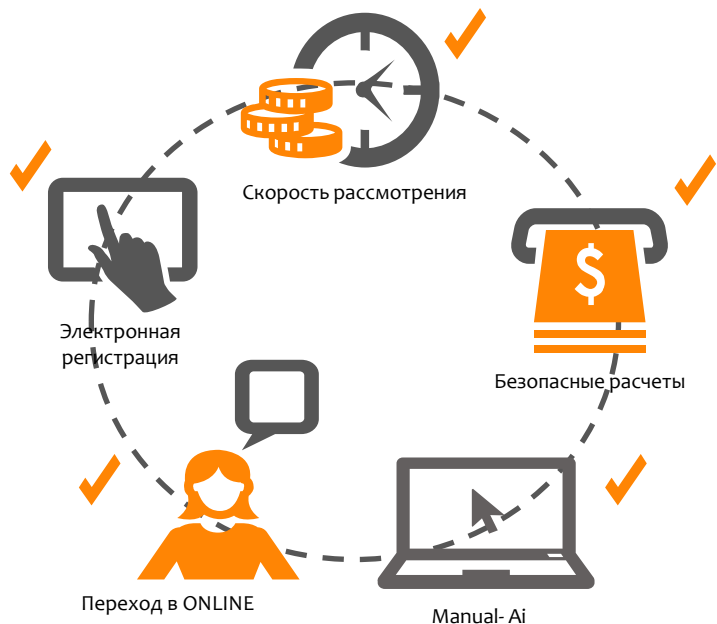 Скорость рассмотрения
$
Электронная
регистрация
Безопасные расчеты
Переход в ONLINE
Manual- Ai